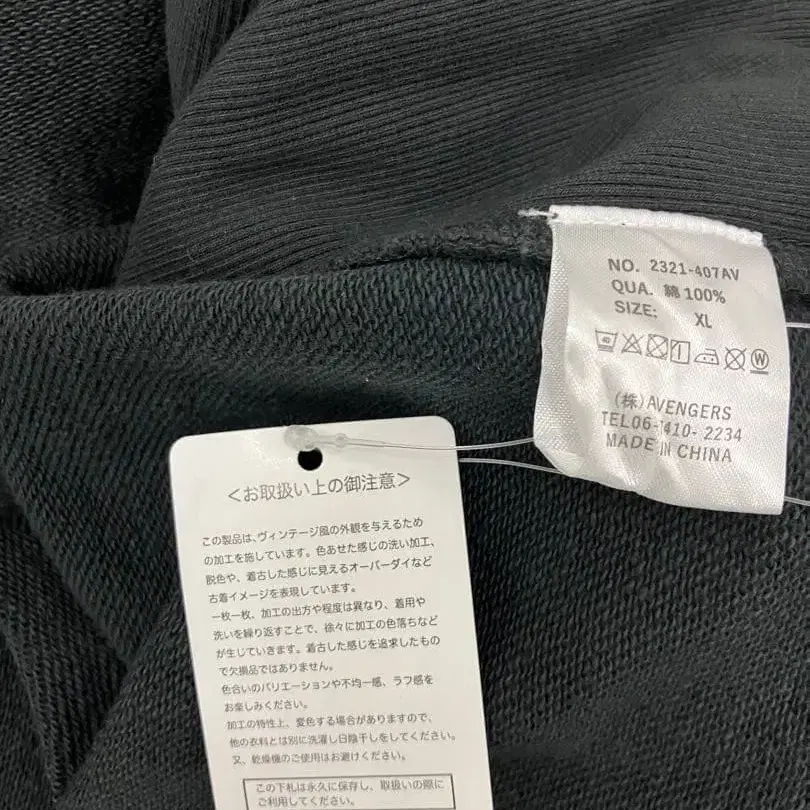 NO. 2321-407AV
QUA. 綿 100%
SIZE: XL
40
W
(株)AVENGERS
TEL06-7410-2234
MADE IN CHINA
<お取扱い上の御注意>
この製品は、ヴィンテージ風の外観を与えるため
の加工を施しています。色あせた感じの洗い加工、
脱色や、着古した感じに見えるオーバーダイなど
古着イメージを表現しています。
一枚一枚、加工の出方や程度は異なり、着用や
洗いを繰り返すことで、徐々に加工の色落ちなど
が生じていきます。着古した感じを追求したもの
で欠損品ではありません。
色合いのバリエーションや不均一感、ラフ感を
お楽しみください。
加工の特性上、変色する場合がありますので、
他の衣料とは別に洗濯し日陰干しをしてください。
又、乾燥機のご使用はお避けください。
この下札は永久に保存し、取扱いの際に
ご利用してください。